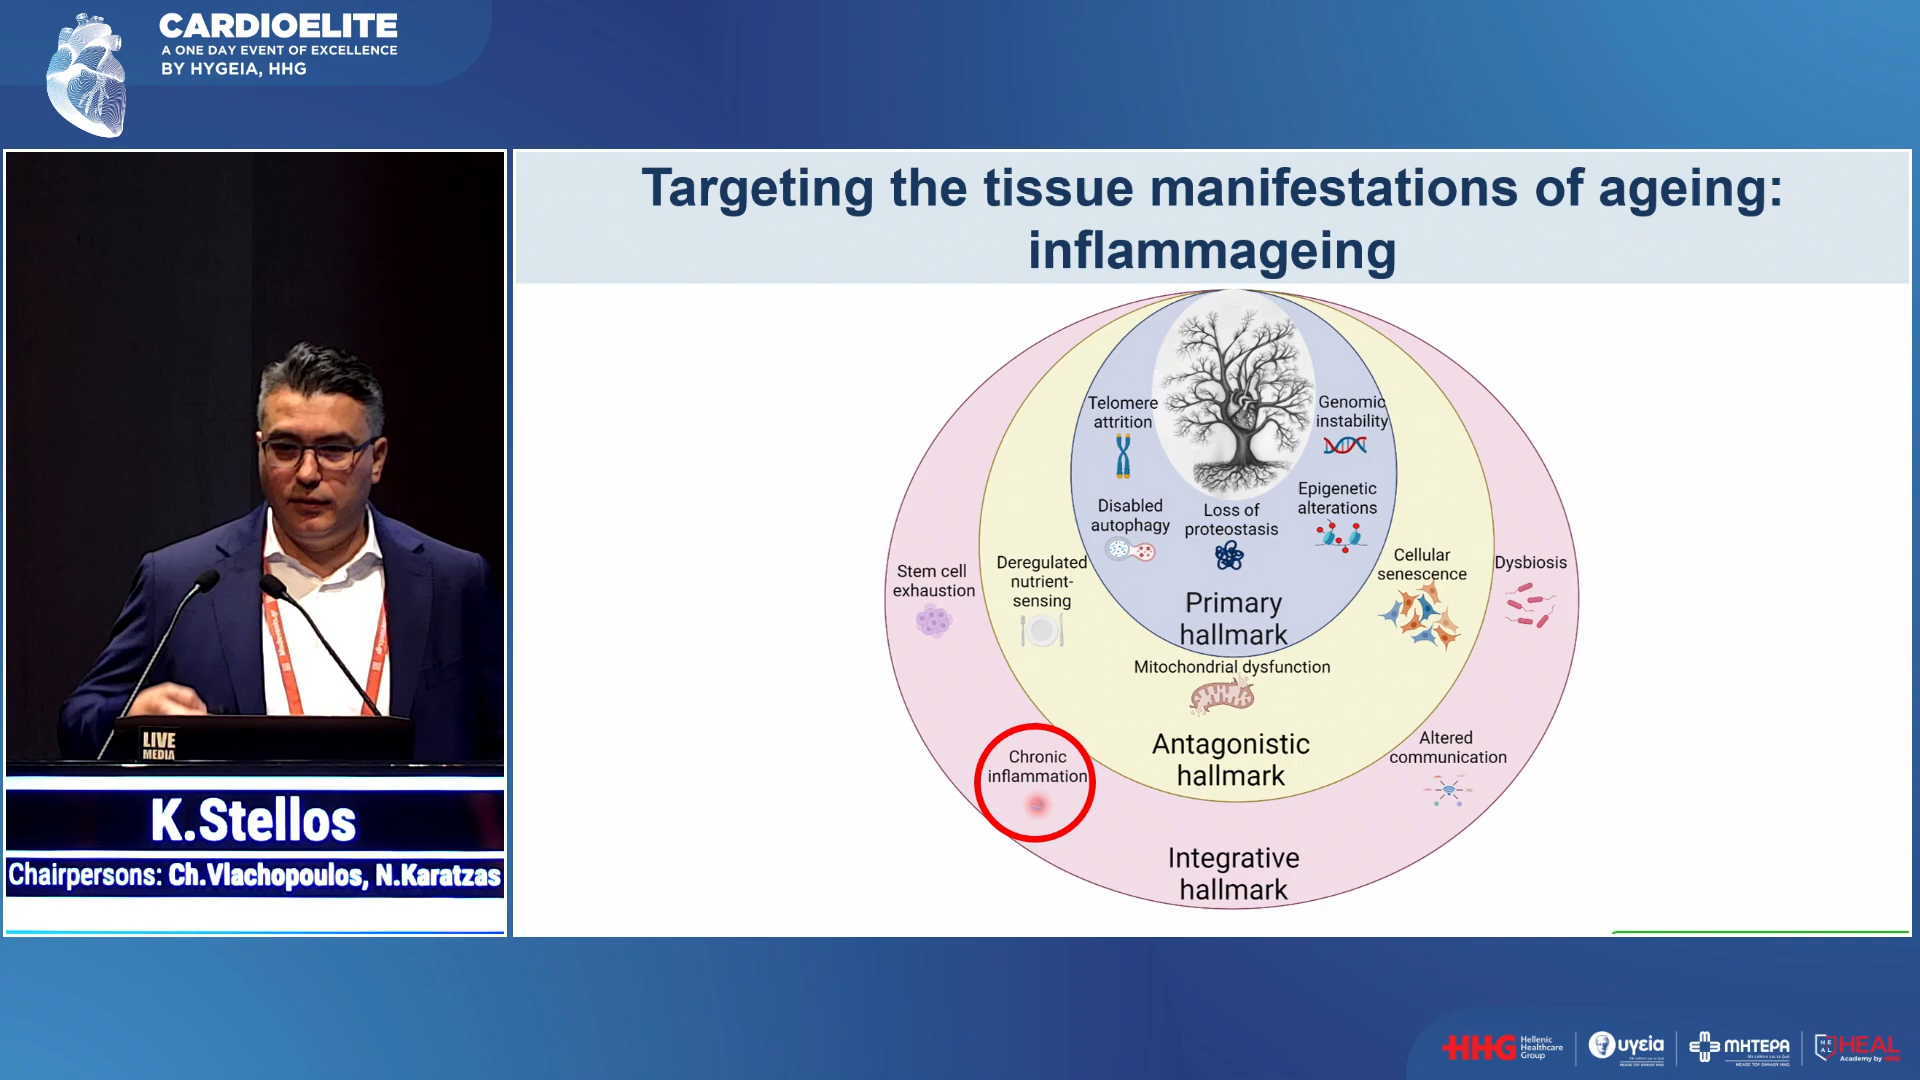 CARDIOELITE
A ONE DAY EVENT OF EXCELLENCE
BY HYGEIA, HHG
Targeting the tissue manifestations of ageing:
inflammageing
Telomere
attrition
Genomic
instability
Disabled
autophagy
Loss of
proteostasis
Epigenetic
alterations
Primary
hallmark
Stem cell
exhaustion
Deregulated
nutrient-
sensing
Cellular
senescence
Dysbiosis
Mitochondrial dysfunction
Antagonistic
hallmark
Chronic
inflammation
Altered
communication
Integrative
hallmark
LIVE
MEDIA
K.Stellos
Chairpersons: Ch.Vlachopoulos, N.Karatzas
HHG
Hellenic
Healthcare
Group
υγεία
ΜΗΤΕΡΑ
HEAL
Academy by